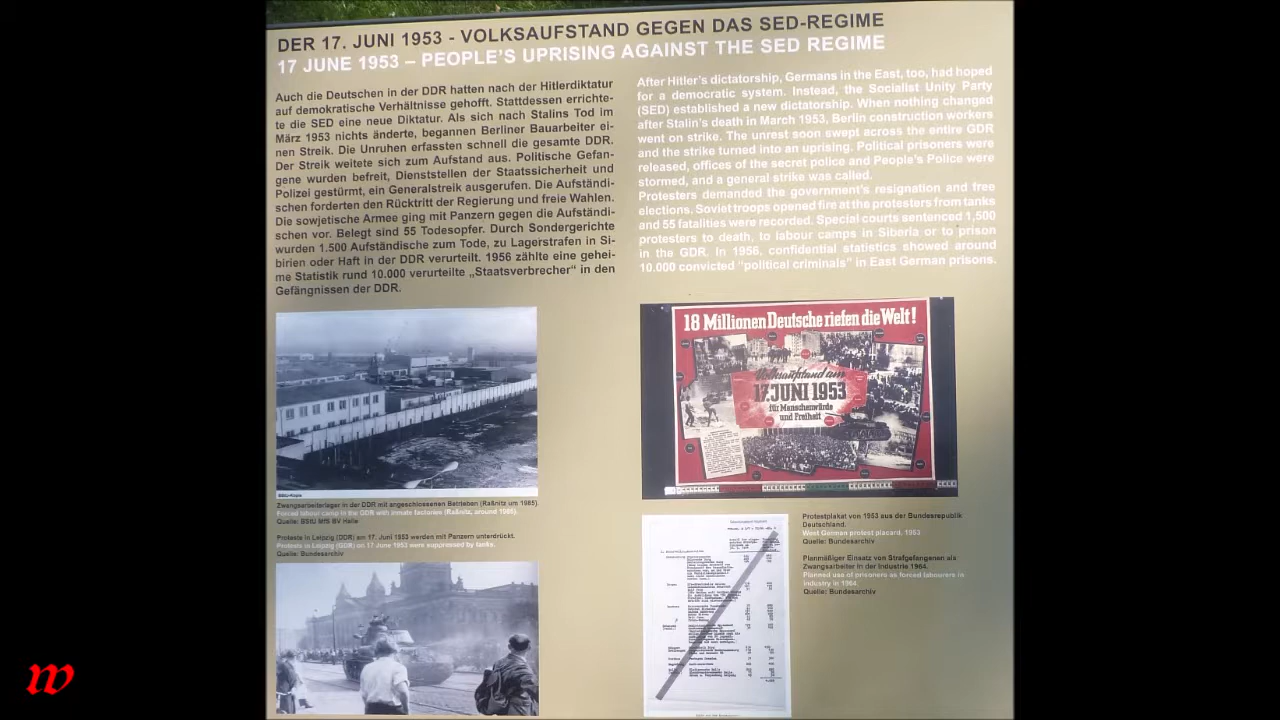 DER 17. JUNI 1953 - VOLKSAUFSTAND GEGEN DAS SED-REGIME
17 JUNE 1953 – PEOPLE'S UPRISING AGAINST THE SED REGIME
Auch die Deutschen in der DDR hatten nach der Hitlerdiktatur
auf demokratische Verhältnisse gehofft. Stattdessen errichte-
te die SED eine neue Diktatur. Als sich nach Stalins Tod im
März 1953 nichts änderte, begannen Berliner Bauarbeiter ei-
nen Streik. Die Unruhen erfassten schnell die gesamte DDR.
Der Streik weitete sich zum Aufstand aus. Politische Gefan-
gene wurden befreit, Dienststellen der Staatssicherheit und
Polizei gestürmt, ein Generalstreik ausgerufen. Die Aufständi-
schen forderten den Rücktritt der Regierung und freie Wahlen.
Die sowjetische Armee ging mit Panzern gegen die Aufständi-
schen vor. Belegt sind 55 Todesopfer. Durch Sondergerichte
wurden 1.500 Aufständische zum Tode, zu Lagerstrafen in Si-
birien oder Haft in der DDR verurteilt. 1956 zählte eine gehei-
me Statistik rund 10.000 verurteilte „Staatsverbrecher“ in den
Gefängnissen der DDR.
After Hitler's dictatorship, Germans in the East, too, had hoped
for a democratic system. Instead, the Socialist Unity Party
(SED) established a new dictatorship. When nothing changed
after Stalin's death in March 1953, Berlin construction workers
went on strike. The unrest soon swept across the entire GDR
and the strike turned into an uprising. Political prisoners were
released, offices of the secret police and People's Police were
stormed, and a general strike was called.
Protesters demanded the government's resignation and free
elections. Soviet troops opened fire at the protesters from tanks
and 55 fatalities were recorded. Special courts sentenced 1,500
protesters to death, to labour camps in Siberia or to prison
in the GDR. In 1956, confidential statistics showed around
10.000 convicted "political criminals" in East German prisons.
BStU-Kopie
Zwangsarbeiterlager in der DDR mit angeschlossenen Betrieben (Raßnitz um 1985).
Forced labour camp in the GDR with inmate factories (Raßnitz, around 1985).
Quelle: BStU MfS BV Halle
Proteste in Leipzig (DDR) am 17. Juni 1953 werden mit Panzern unterdrückt.
Protests in Leipzig (GDR) on 17 June 1953 were suppressed by tanks.
Quelle: Bundesarchiv
18 Millionen Deutsche riefen die Welt!
Volksaufstand am
17. JUNI 1953
für Menschenwürde
und Freiheit
Protestplakat von 1953 aus der Bundesrepublik
Deutschland.
West German protest placard, 1953
Quelle: Bundesarchiv
Planmäßiger Einsatz von Strafgefangenen als
Zwangsarbeiter in der Industrie 1964.
Planned use of prisoners as forced labourers in
industry in 1964.
Quelle: Bundesarchiv
w